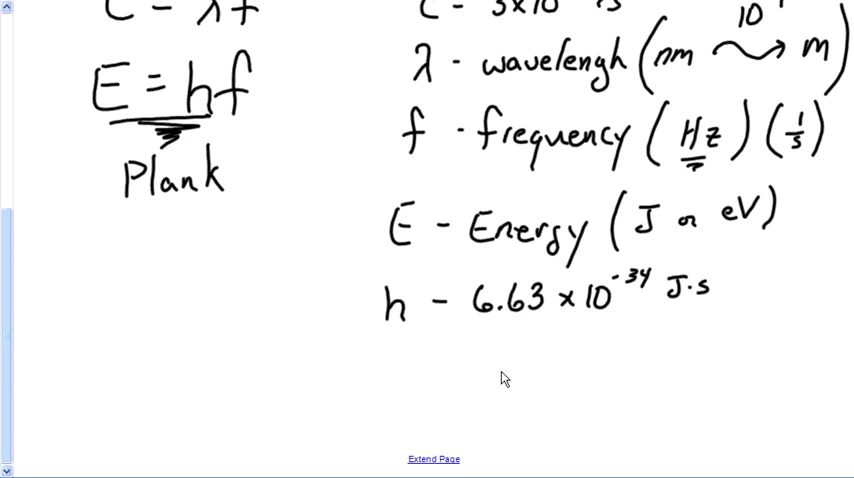 E = hf
Plank
λ - wavelengh (nm → m)
f - frequency (Hz) (1/s)
E - Energy (J or eV)
h - 6.63 × 10^-34 J·s
Extend Page